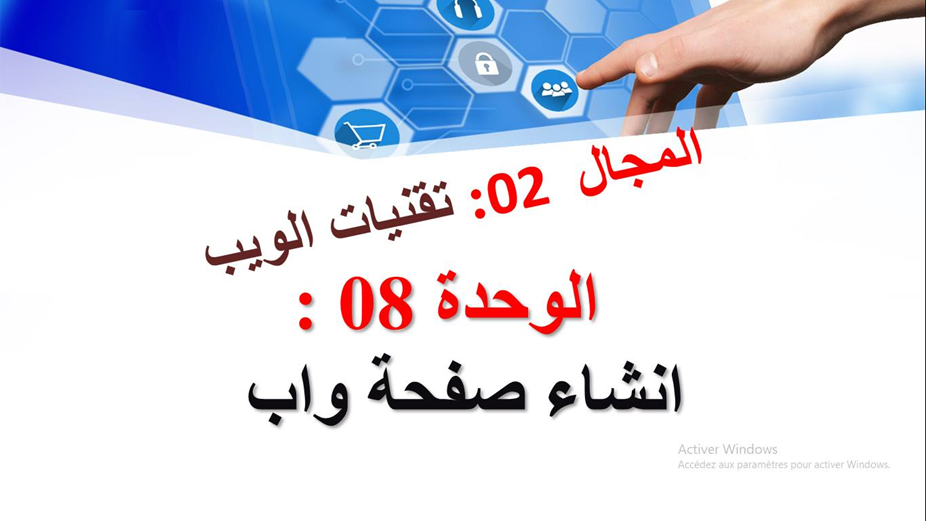 المجال 02: تقنيات الويب
الوحدة 08 :
انشاء صفحة واب
Activer Windows
Accédez aux paramètres pour activer Windows.